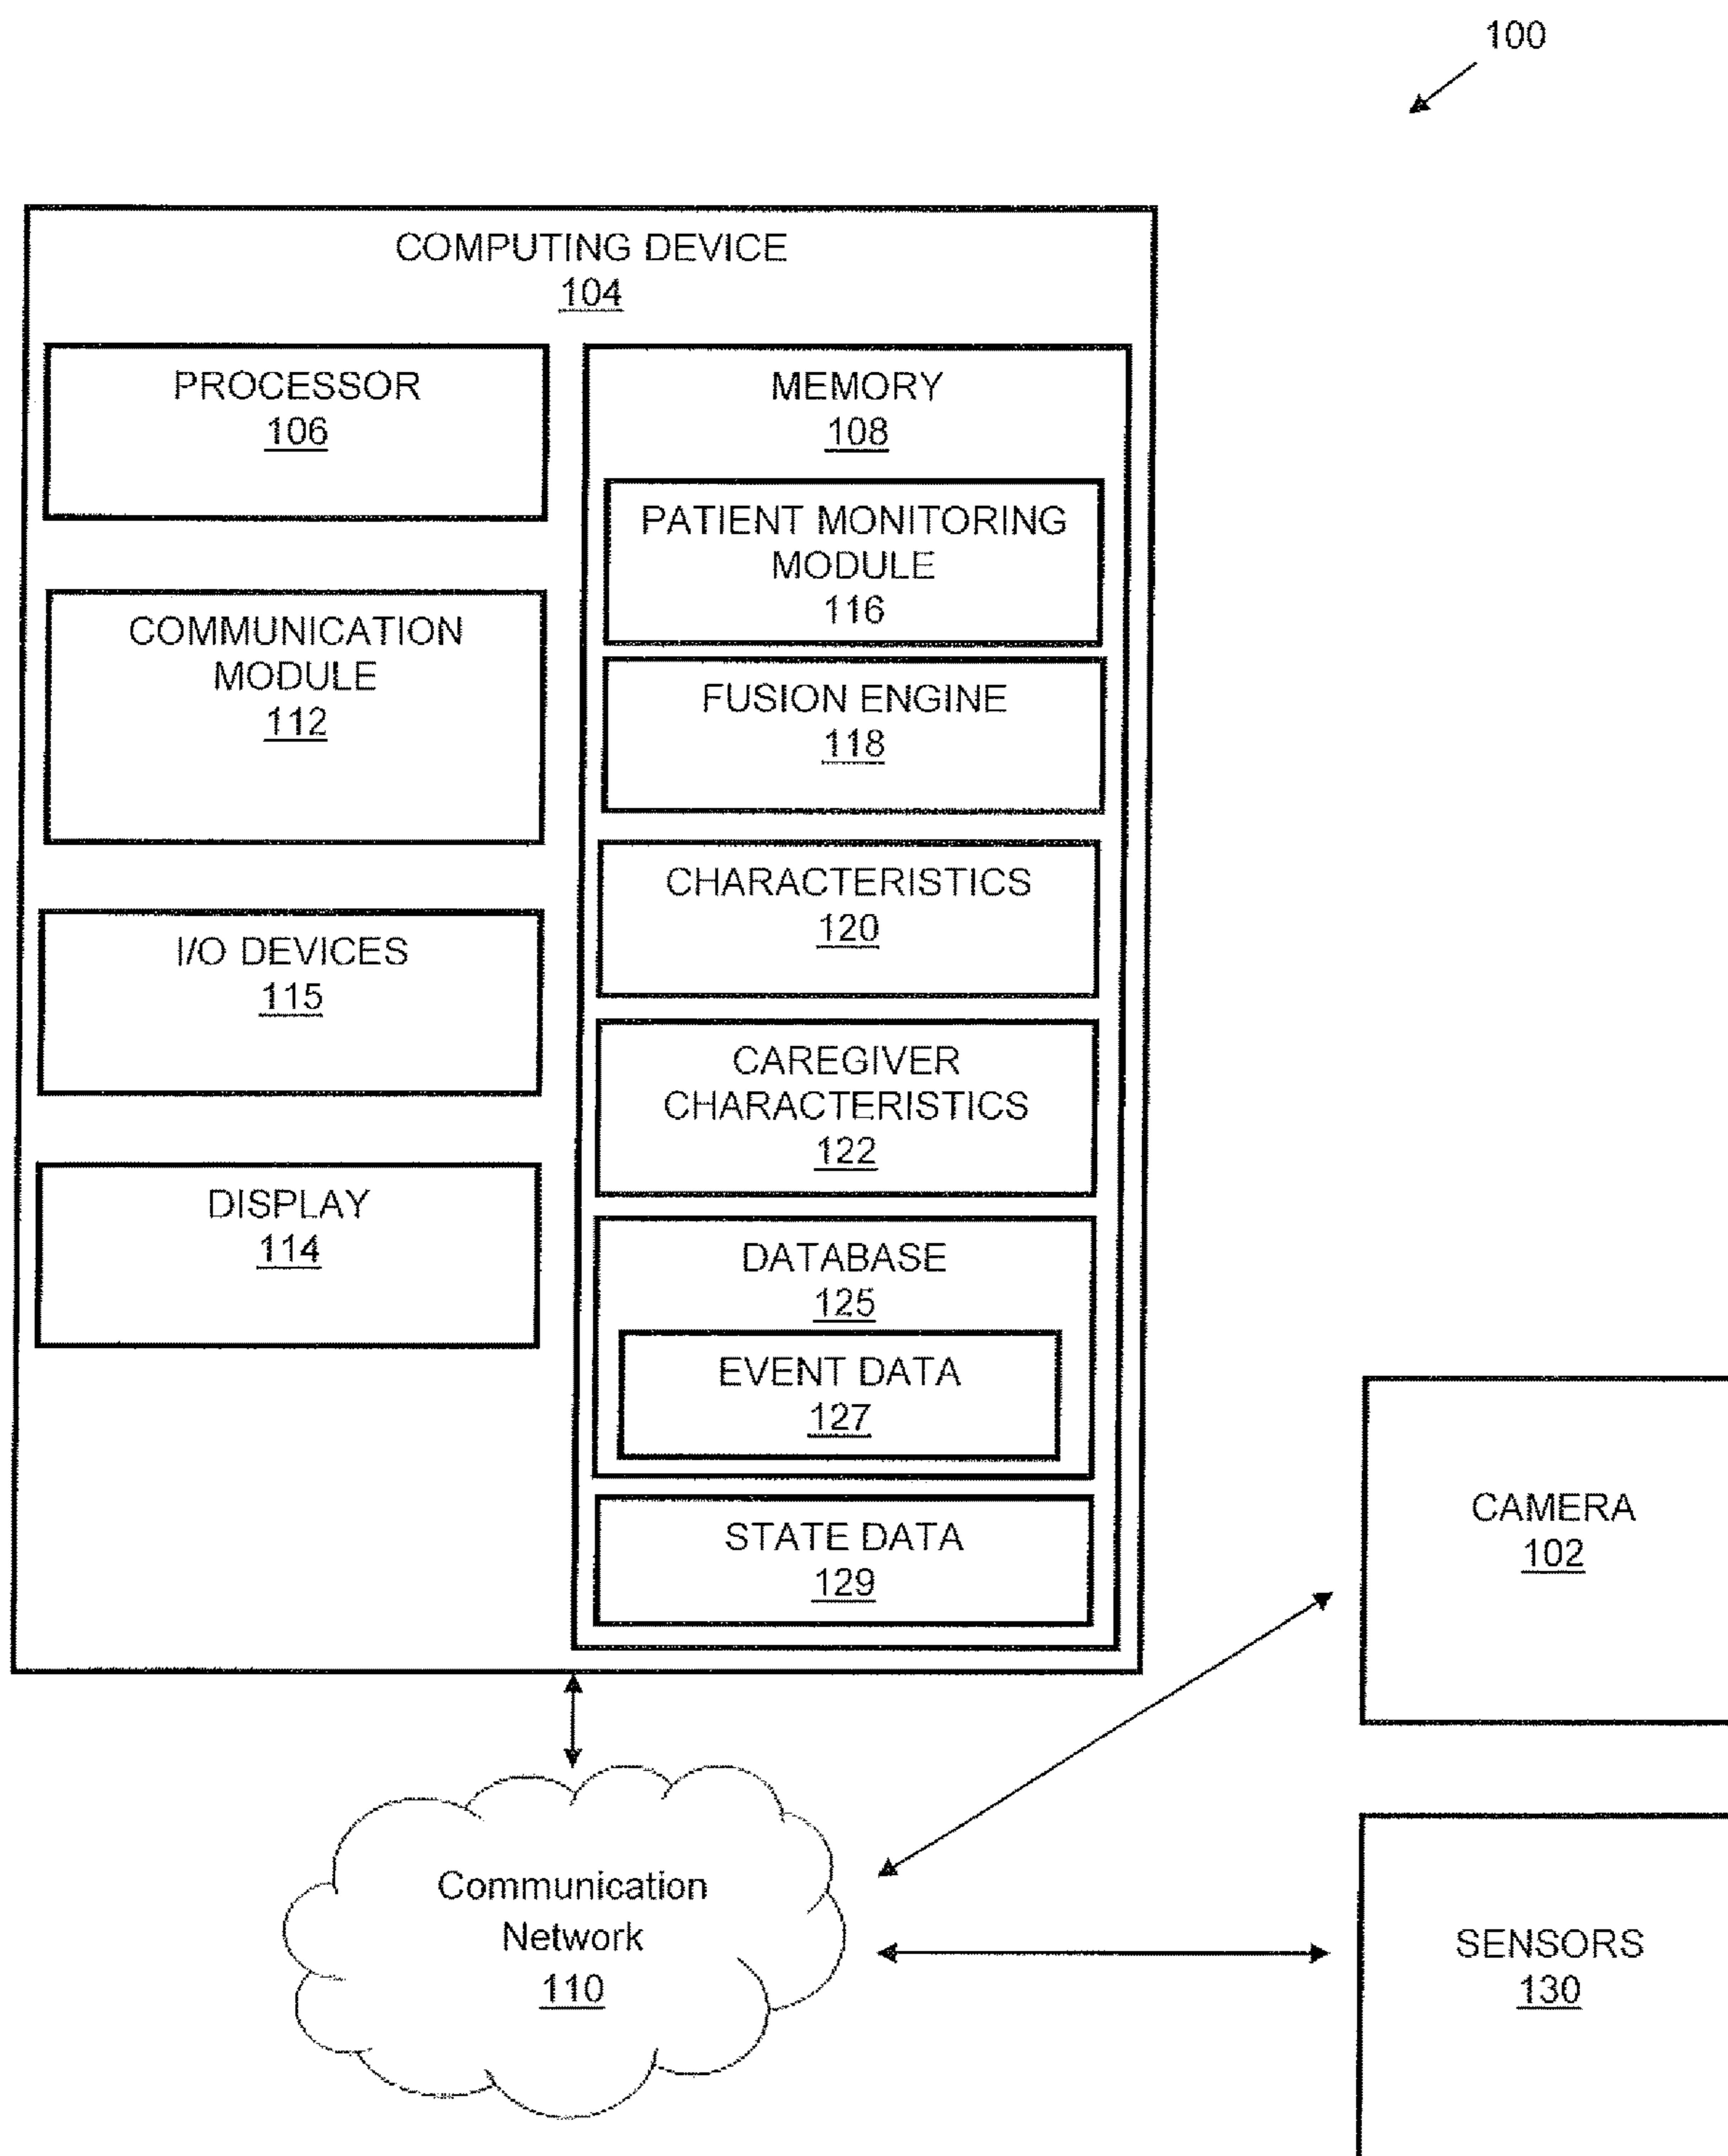 100
COMPUTING DEVICE
104
PROCESSOR
106
COMMUNICATION
MODULE
112
I/O DEVICES
115
DISPLAY
114
MEMORY
108
PATIENT MONITORING
MODULE
116
FUSION ENGINE
118
CHARACTERISTICS
120
CAREGIVER
CHARACTERISTICS
122
DATABASE
125
EVENT DATA
127
STATE DATA
129
CAMERA
102
Communication
Network
110
SENSORS
130